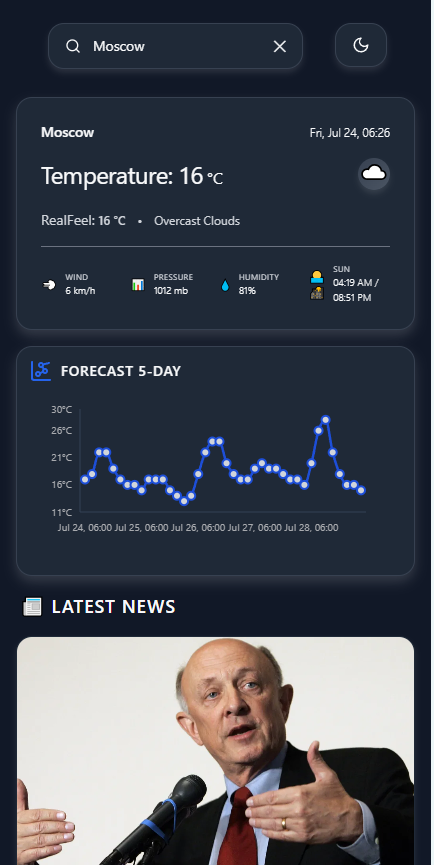 Moscow
Moscow
Fri, Jul 24, 06:26
Temperature: 16 °C
RealFeel: 16 °C • Overcast Clouds
WIND
6 km/h
PRESSURE
1012 mb
HUMIDITY
81%
SUN
04:19 AM /
08:51 PM
FORECAST 5-DAY
30°C
26°C
21°C
16°C
11°C
Jul 24, 06:00 Jul 25, 06:00 Jul 26, 06:00 Jul 27, 06:00 Jul 28, 06:00
LATEST NEWS